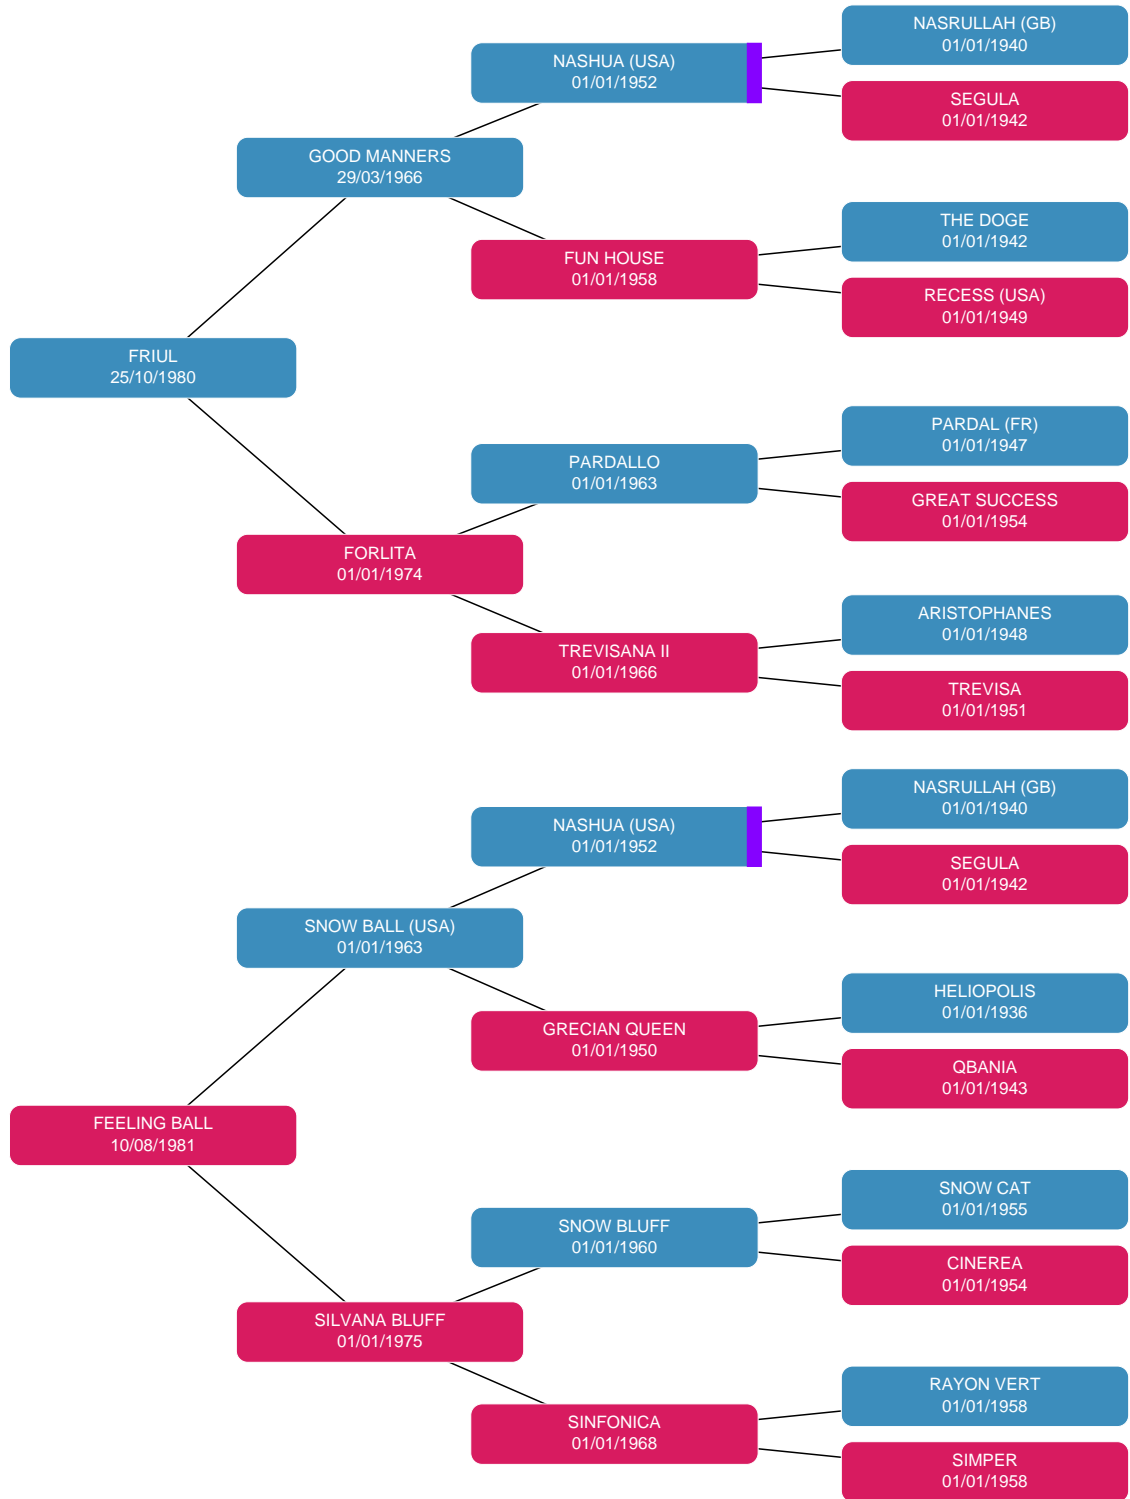 NASRULLAH (GB)
01/01/1940
NASHUA (USA)
01/01/1952
SEGULA
01/01/1942
GOOD MANNERS
29/03/1966
THE DOGE
01/01/1942
FUN HOUSE
01/01/1958
RECESS (USA)
01/01/1949
FRIUL
25/10/1980
PARDAL (FR)
01/01/1947
PARDALLO
01/01/1963
GREAT SUCCESS
01/01/1954
FORLITA
01/01/1974
ARISTOPHANES
01/01/1948
TREVISANA II
01/01/1966
TREVISA
01/01/1951
NASRULLAH (GB)
01/01/1940
NASHUA (USA)
01/01/1952
SEGULA
01/01/1942
SNOW BALL (USA)
01/01/1963
HELIOPOLIS
01/01/1936
GRECIAN QUEEN
01/01/1950
QBANIA
01/01/1943
FEELING BALL
10/08/1981
SNOW CAT
01/01/1955
SNOW BLUFF
01/01/1960
CINEREA
01/01/1954
SILVANA BLUFF
01/01/1975
RAYON VERT
01/01/1958
SINFONICA
01/01/1968
SIMPER
01/01/1958